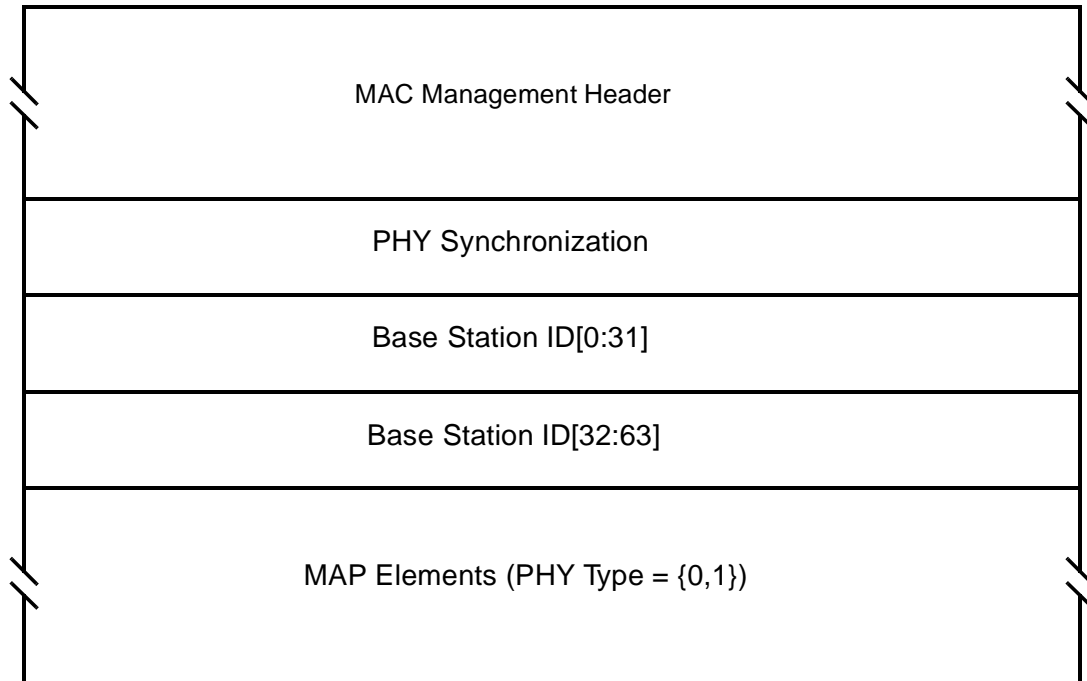 MAC Management Header
PHY Synchronization
Base Station ID[0:31]
Base Station ID[32:63]
MAP Elements (PHY Type = {0,1})